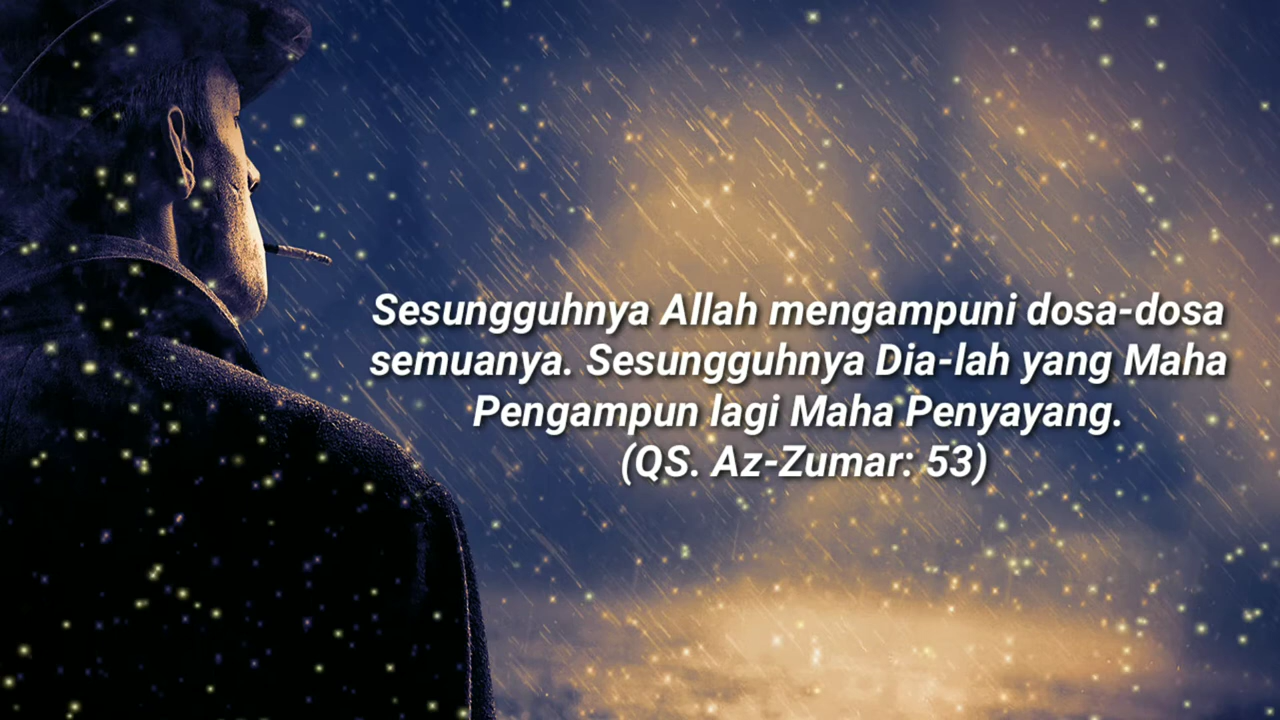 Sesungguhnya Allah mengampuni dosa-dosa
semuanya. Sesungguhnya Dia-lah yang Maha
Pengampun lagi Maha Penyayang.
(QS. Az-Zumar: 53)